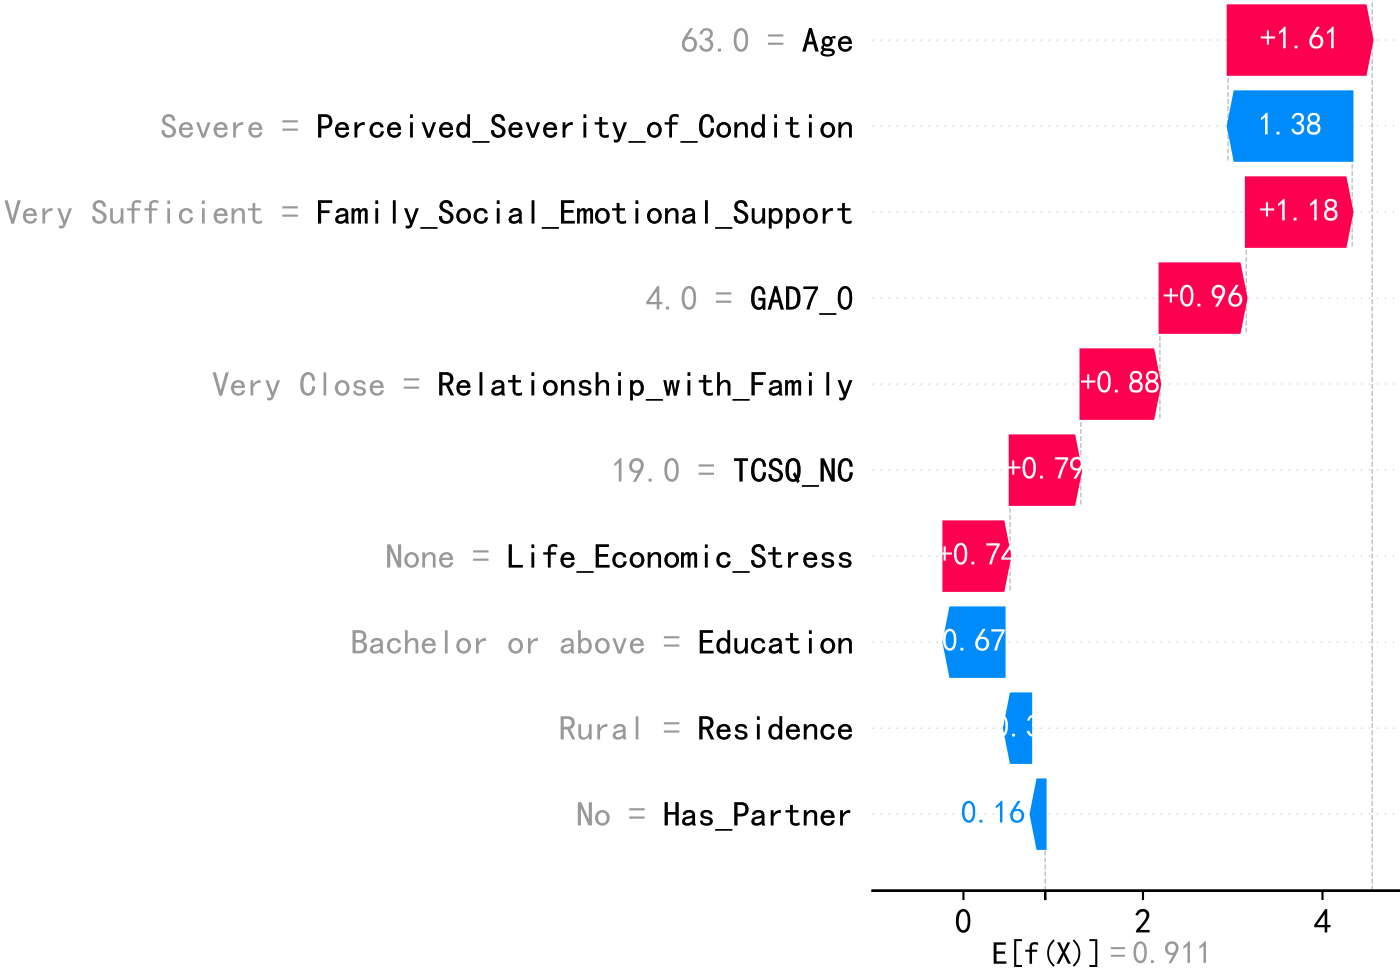 63.0 = Age +1.61
Severe = Perceived_Severity_of_Condition 1.38
Very Sufficient = Family_Social_Emotional_Support +1.18
4.0 = GAD7_0 +0.96
Very Close = Relationship_with_Family +0.88
19.0 = TCSQ_NC +0.79
None = Life_Economic_Stress +0.74
Bachelor or above = Education 0.67
Rural = Residence
No = Has_Partner 0.16
0 2 4
E[f(X)] = 0.911